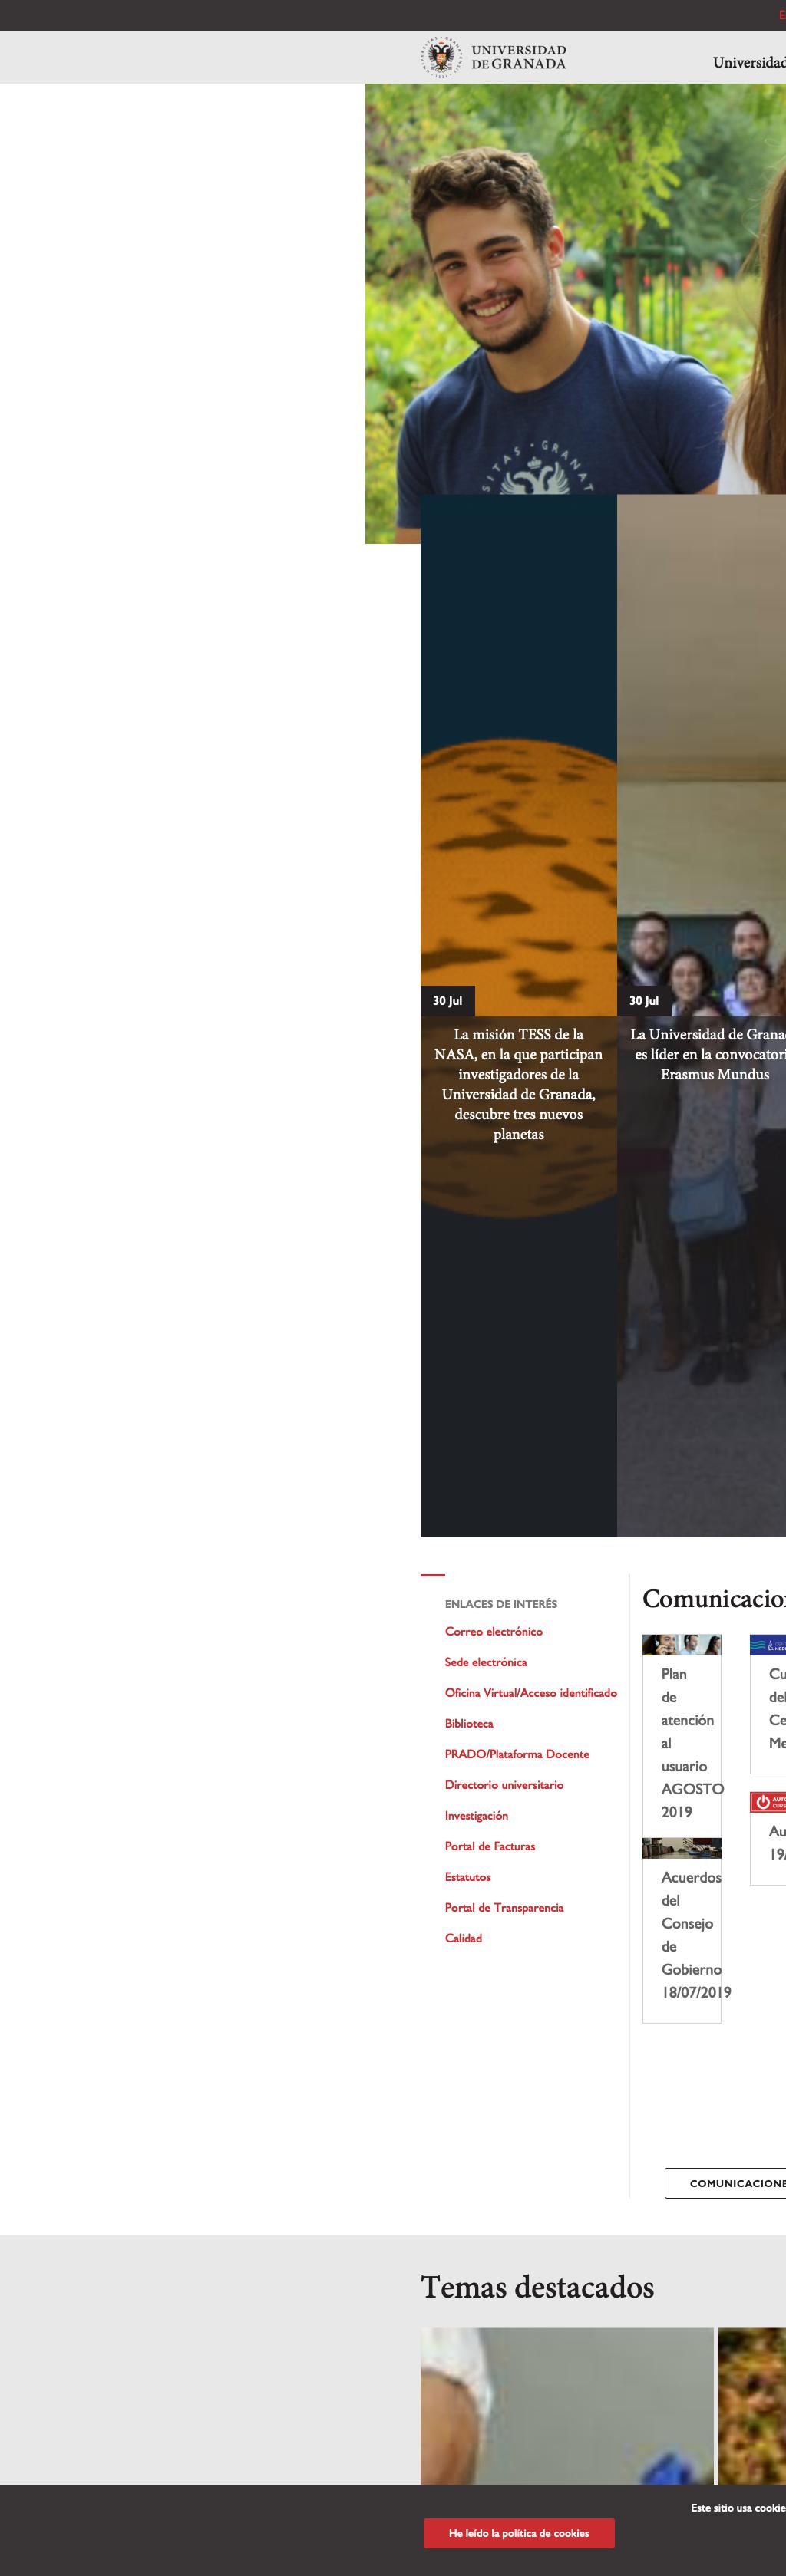 UNIVERSIDAD
DE GRANADA
Universidad
SITAS · GRANAT
30 Jul
La misión TESS de la
NASA, en la que participan
investigadores de la
Universidad de Granada,
descubre tres nuevos
planetas
30 Jul
La Universidad de Grana
es líder en la convocatori
Erasmus Mundus
ENLACES DE INTERÉS
Correo electrónico
Sede electrónica
Oficina Virtual/Acceso identificado
Biblioteca
PRADO/Plataforma Docente
Directorio universitario
Investigación
Portal de Facturas
Estatutos
Portal de Transparencia
Calidad
Comunicacion
Plan
de
atención
al
usuario
AGOSTO
2019
Acuerdos
del
Consejo
de
Gobierno
18/07/2019
Cu
del
Ce
Me
AUTO
CURS
Au
19/
COMUNICACIONE
Temas destacados
Este sitio usa cookie
He leído la política de cookies